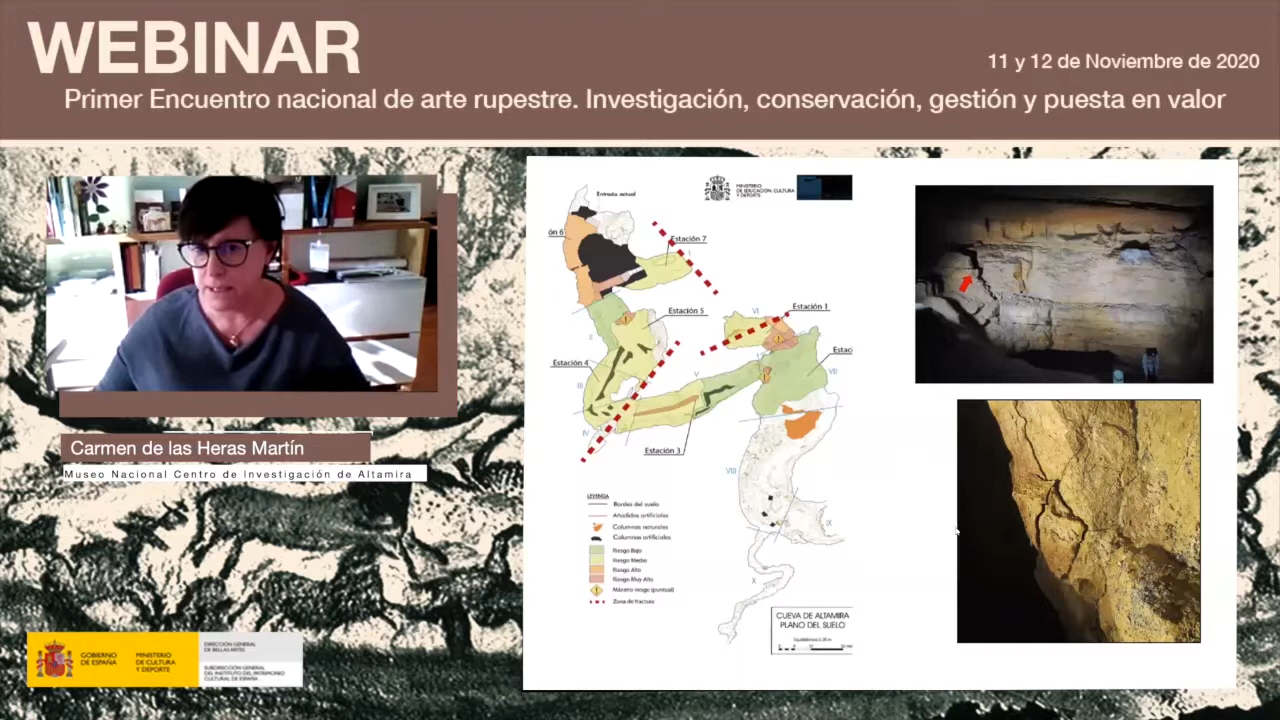 WEBINAR
11 y 12 de Noviembre de 2020
Primer Encuentro nacional de arte rupestre. Investigación, conservación, gestión y puesta en valor
Carmen de las Heras Martín
Museo Nacional Centro de Investigación de Altamira
GOBIERNO
DE ESPAÑA
MINISTERIO
DE CULTURA
Y DEPORTE
DIRECCIÓN GENERAL
DE BELLAS ARTES
SUBDIRECCIÓN GENERAL
DEL INSTITUTO DEL PATRIMONIO
CULTURAL DE ESPAÑA
Entrada actual
MINISTERIO
DE EDUCACIÓN, CULTURA
Y DEPORTE
ón 6
Estación 7
I
Estación 5
VI
Estación 1
II
Estación 4
V
Estac
III
VII
IV
Estación 3
VIII
IX
X
LEYENDA
Bordes del suelo
Añadidos artificiales
Columnas naturales
Columnas artificiales
Riesgo Bajo
Riesgo Medio
Riesgo Alto
Riesgo Muy Alto
Máximo riesgo (puntual)
Zona de fractura
CUEVA DE ALTAMIRA
PLANO DEL SUELO